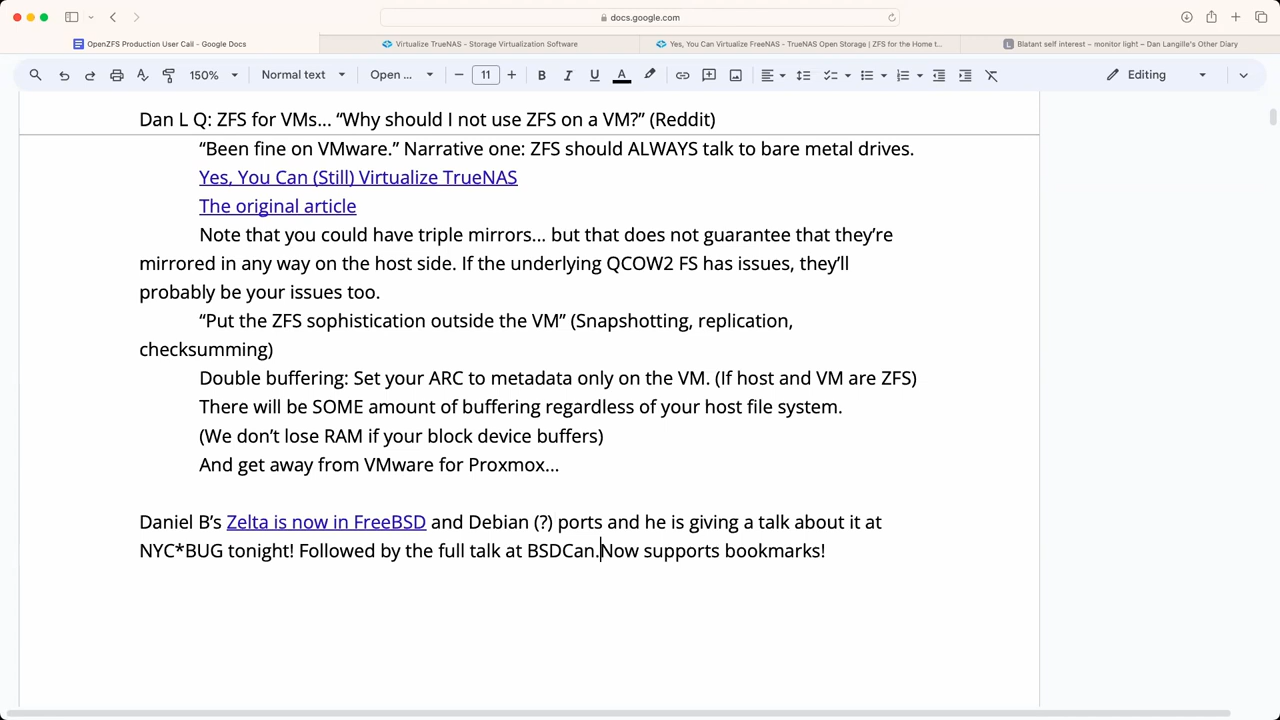 docs.google.com
OpenZFS Production User Call - Google Docs
Virtualize TrueNAS - Storage Virtualization Software
Yes, You Can Virtualize FreeNAS - TrueNAS Open Storage | ZFS for the Home t...
L Blatant self interest – monitor light – Dan Langille's Other Diary
150% Normal text Open ... 11 B I U A Editing
Dan L Q: ZFS for VMs... “Why should I not use ZFS on a VM?” (Reddit)
“Been fine on VMware.” Narrative one: ZFS should ALWAYS talk to bare metal drives.
Yes, You Can (Still) Virtualize TrueNAS
The original article
Note that you could have triple mirrors... but that does not guarantee that they’re
mirrored in any way on the host side. If the underlying QCOW2 FS has issues, they’ll
probably be your issues too.
“Put the ZFS sophistication outside the VM” (Snapshotting, replication,
checksumming)
Double buffering: Set your ARC to metadata only on the VM. (If host and VM are ZFS)
There will be SOME amount of buffering regardless of your host file system.
(We don’t lose RAM if your block device buffers)
And get away from VMware for Proxmox...
Daniel B’s Zelta is now in FreeBSD and Debian (?) ports and he is giving a talk about it at
NYC*BUG tonight! Followed by the full talk at BSDCan.Now supports bookmarks!